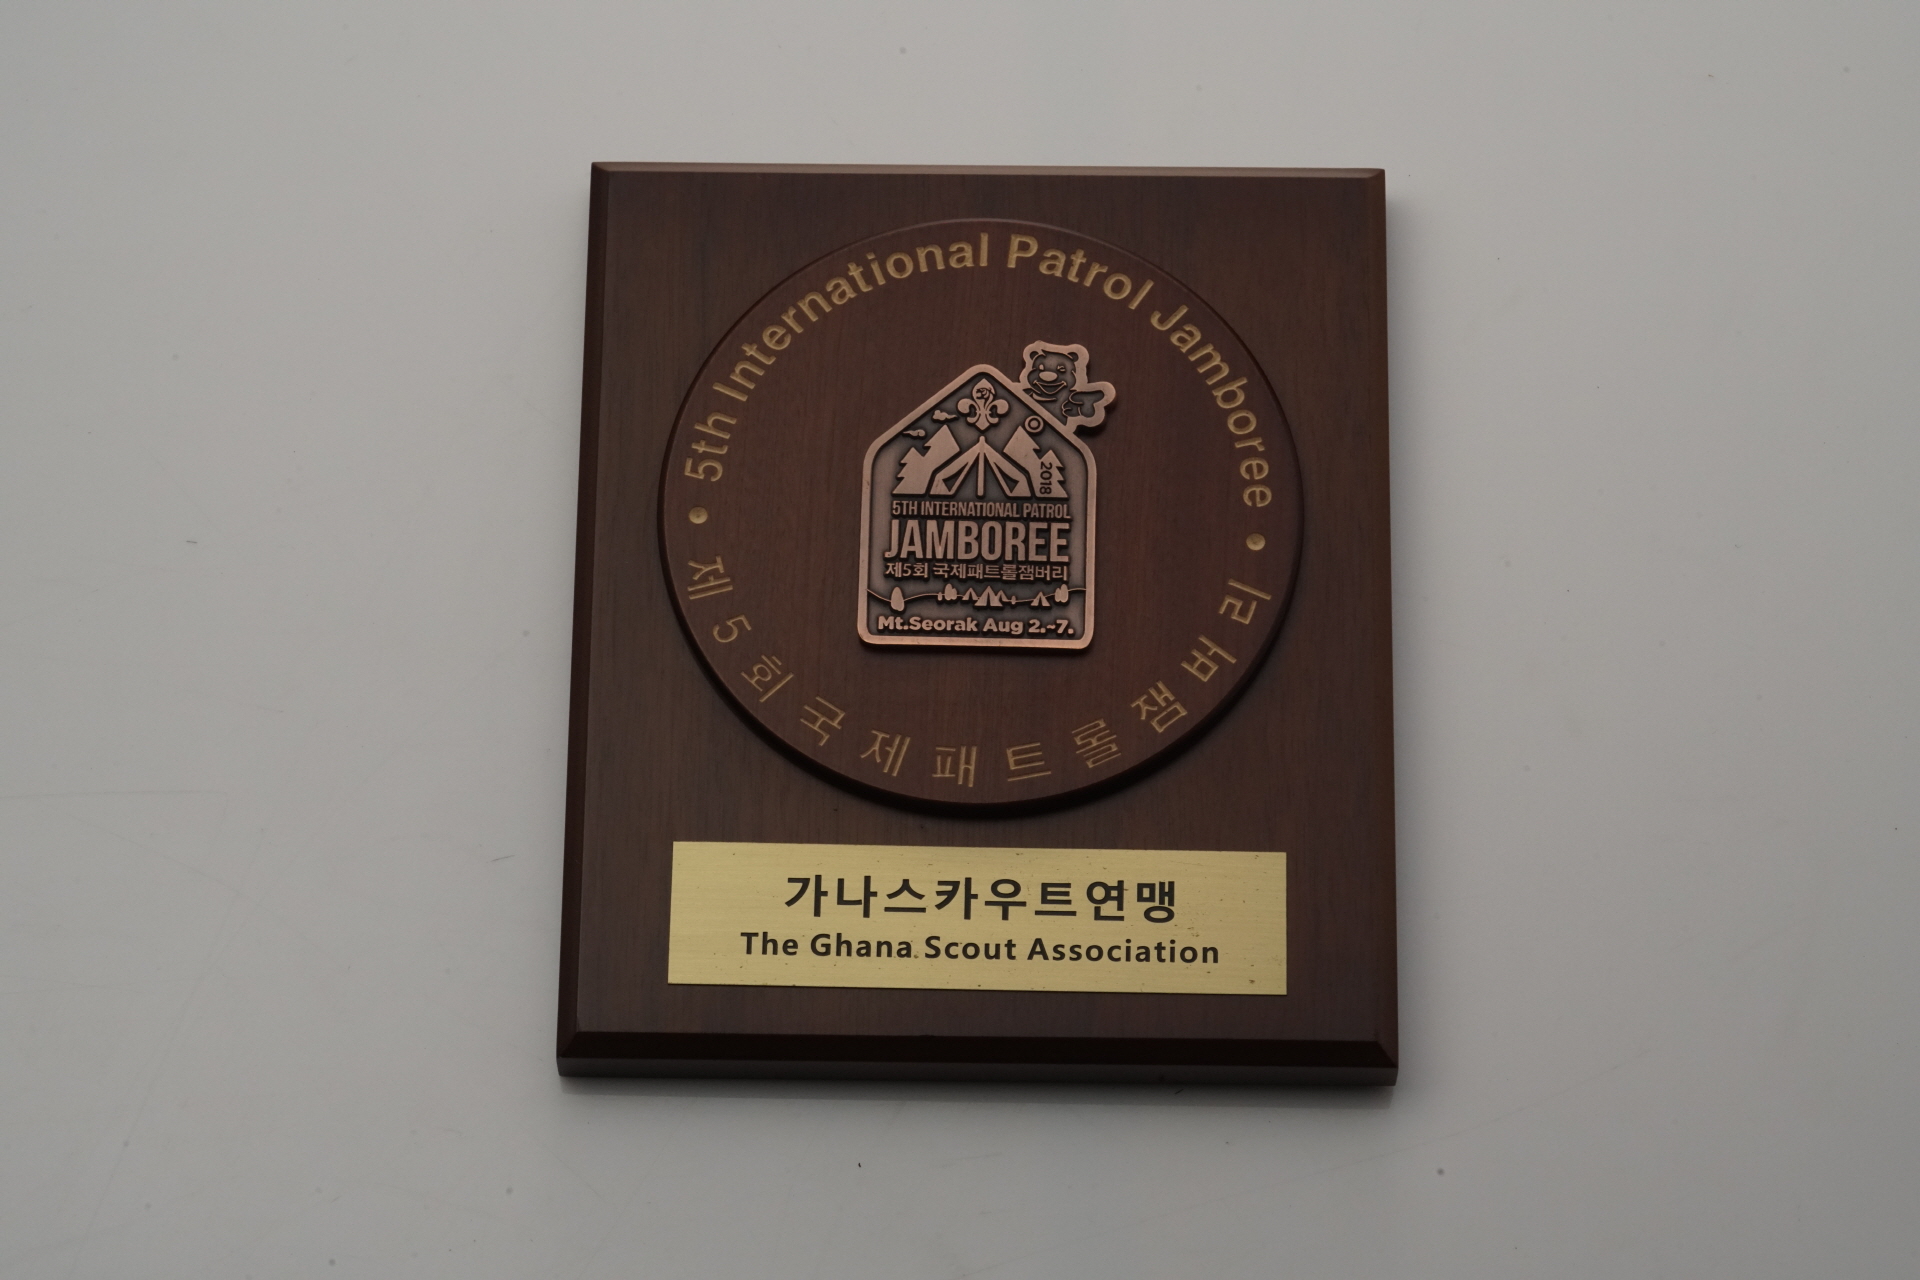 5th International Patrol Jamboree
2018
5TH INTERNATIONAL PATROL
JAMBOREE
제5회 국제패트롤잼버리
Mt.Seorak Aug 2.~7.
제5회국제패트롤잼버리
가나스카우트연맹
The Ghana Scout Association